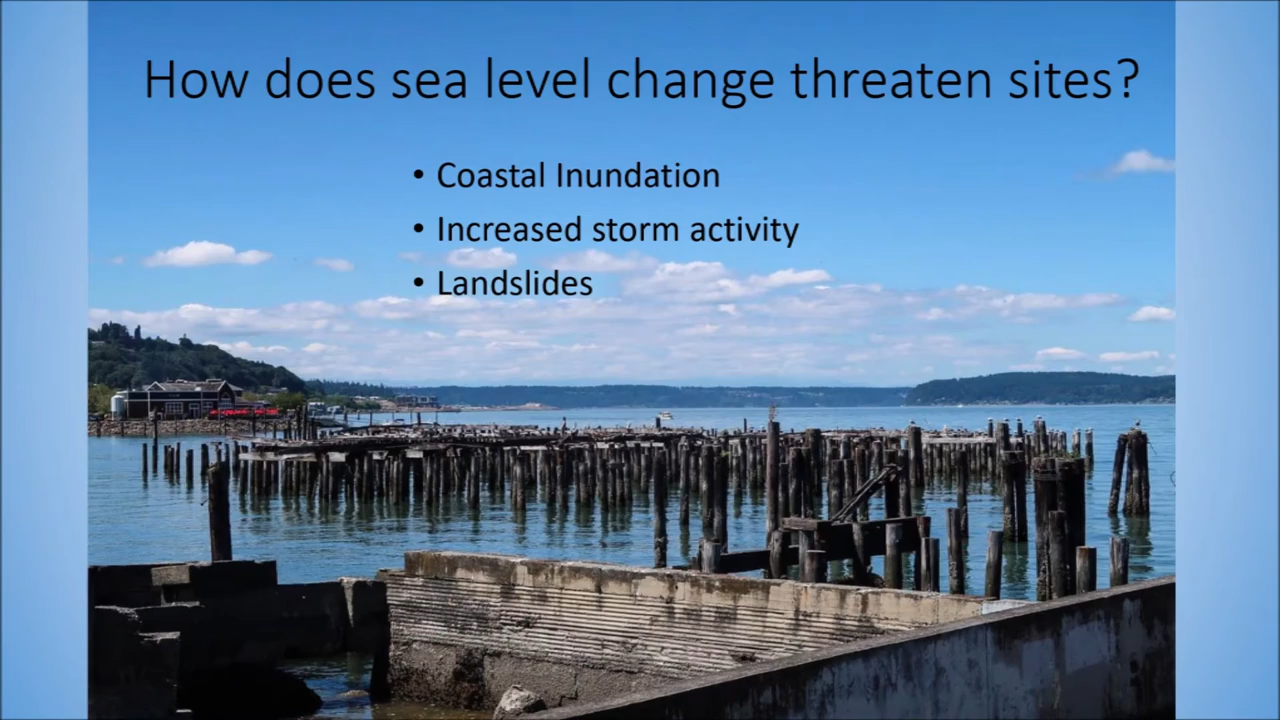 How does sea level change threaten sites?
• Coastal Inundation
• Increased storm activity
• Landslides